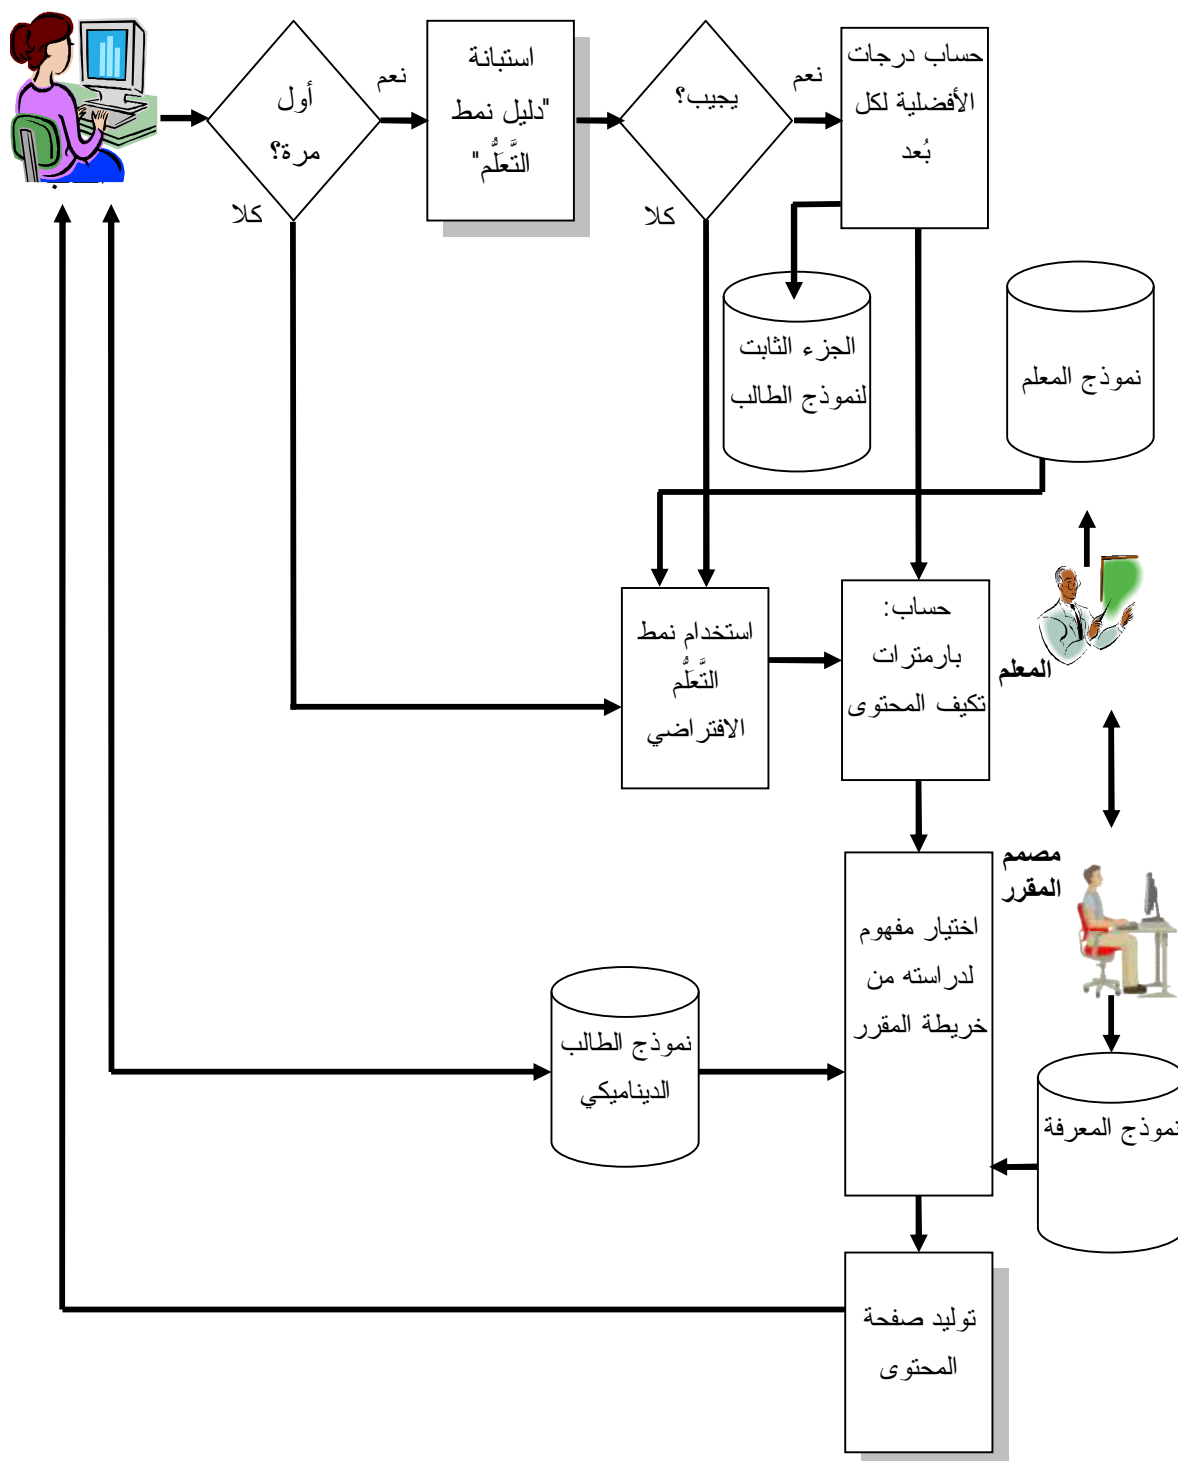 أول
مرة؟
نعم
كلا
استبانة
"دليل نمط
التَّعَلُّم"
يجيب؟
نعم
كلا
حساب درجات
الأفضلية لكل
بُعد
الجزء الثابت
لنموذج الطالب
نموذج المعلم
استخدام نمط
التَّعَلُّم
الافتراضي
حساب:
بارمترات
تكيف المحتوى
المعلم
مصمم
المقرر
اختيار مفهوم
لدراسته من
خريطة المقرر
نموذج الطالب
الديناميكي
نموذج المعرفة
توليد صفحة
المحتوى